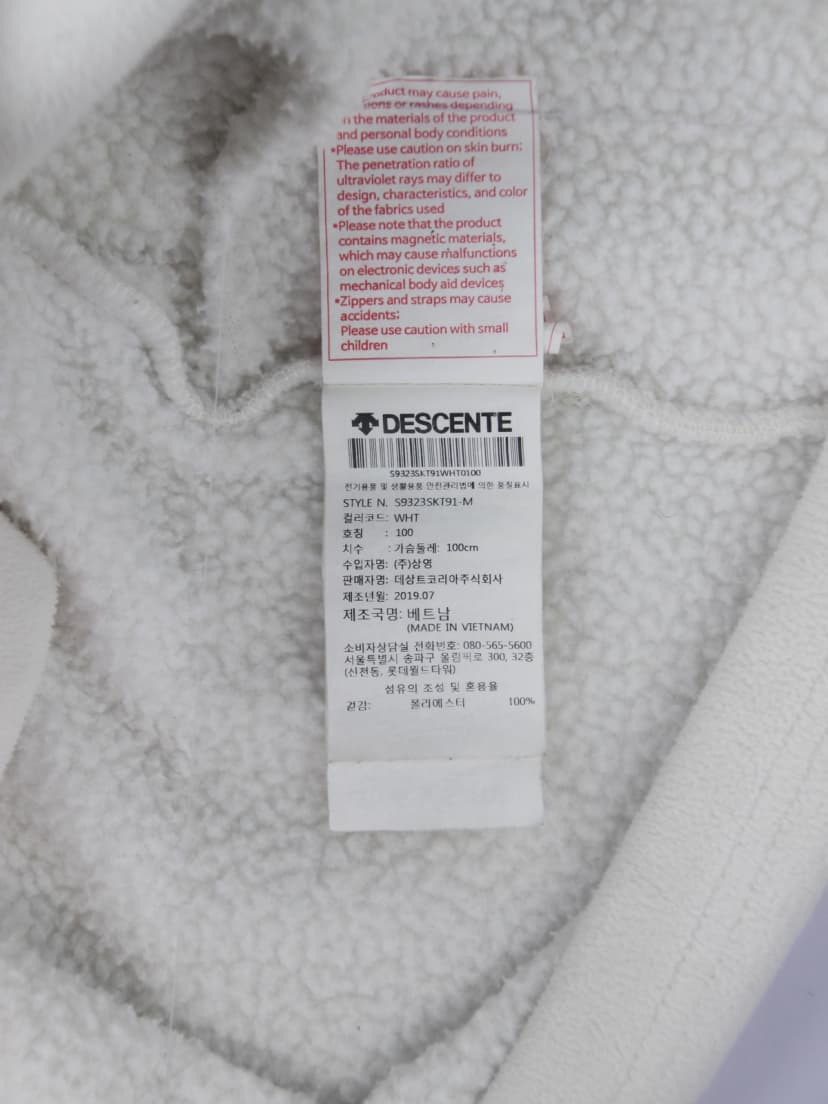 duct may cause pain,
ions or rashes depending
n the materials of the product
and personal body conditions
•Please use caution on skin burn:
The penetration ratio of
ultraviolet rays may differ to
design, characteristics, and color
of the fabrics used
•Please note that the product
contains magnetic materials,
which may cause malfunctions
on electronic devices such as
mechanical body aid devices
•Zippers and straps may cause
accidents:
Please use caution with small
children
DESCENTE
S9323SKT91WHT0100
전기용품 및 생활용품 안전관리법에 의한 품질표시
STYLE N. S9323SKT91-M
컬러코드: WHT
호칭 : 100
치수 : 가슴둘레: 100cm
수입자명: (주)상영
판매자명: 데상트코리아주식회사
제조년월: 2019.07
제조국명: 베트남
(MADE IN VIETNAM)
소비자상담실 전화번호: 080-565-5600
서울특별시 송파구 올림픽로 300, 32층
(신천동, 롯데월드타워)
섬유의 조성 및 혼용율
겉감: 폴리에스터 100%